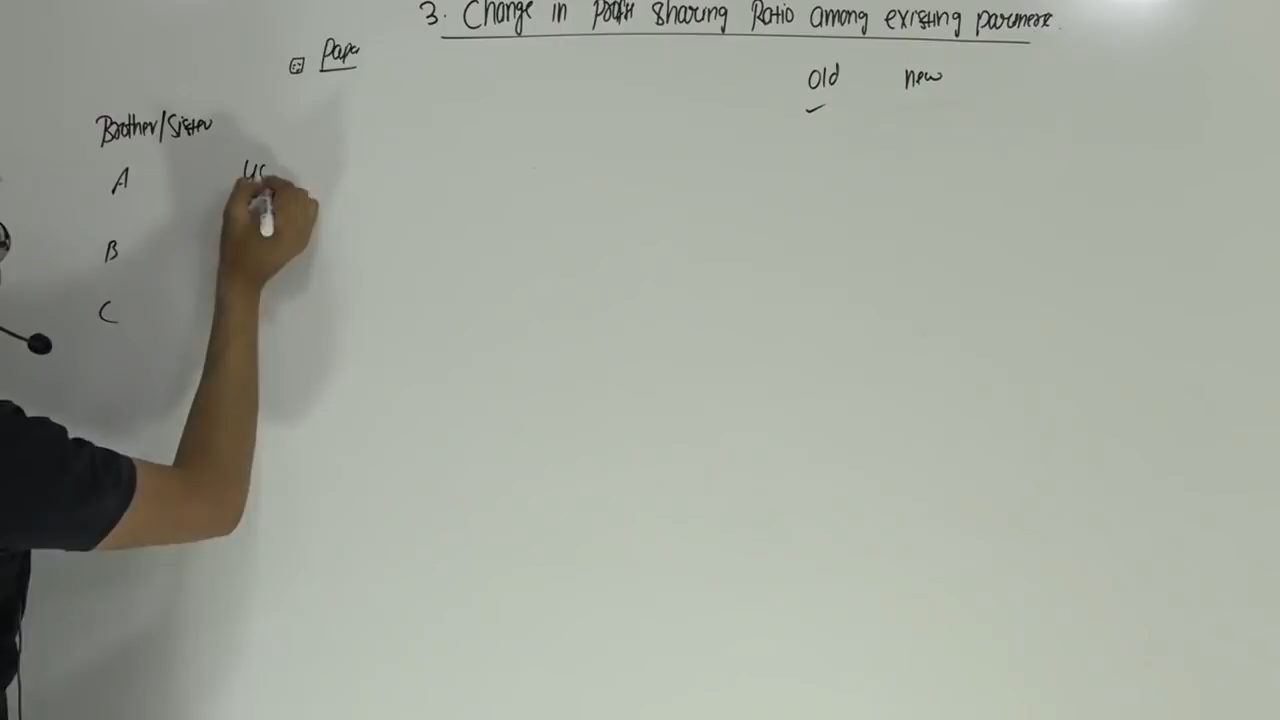 3. Change in Profit Sharing Ratio among existing partners.
Papa
old new
Brother/Sister
A
B
C